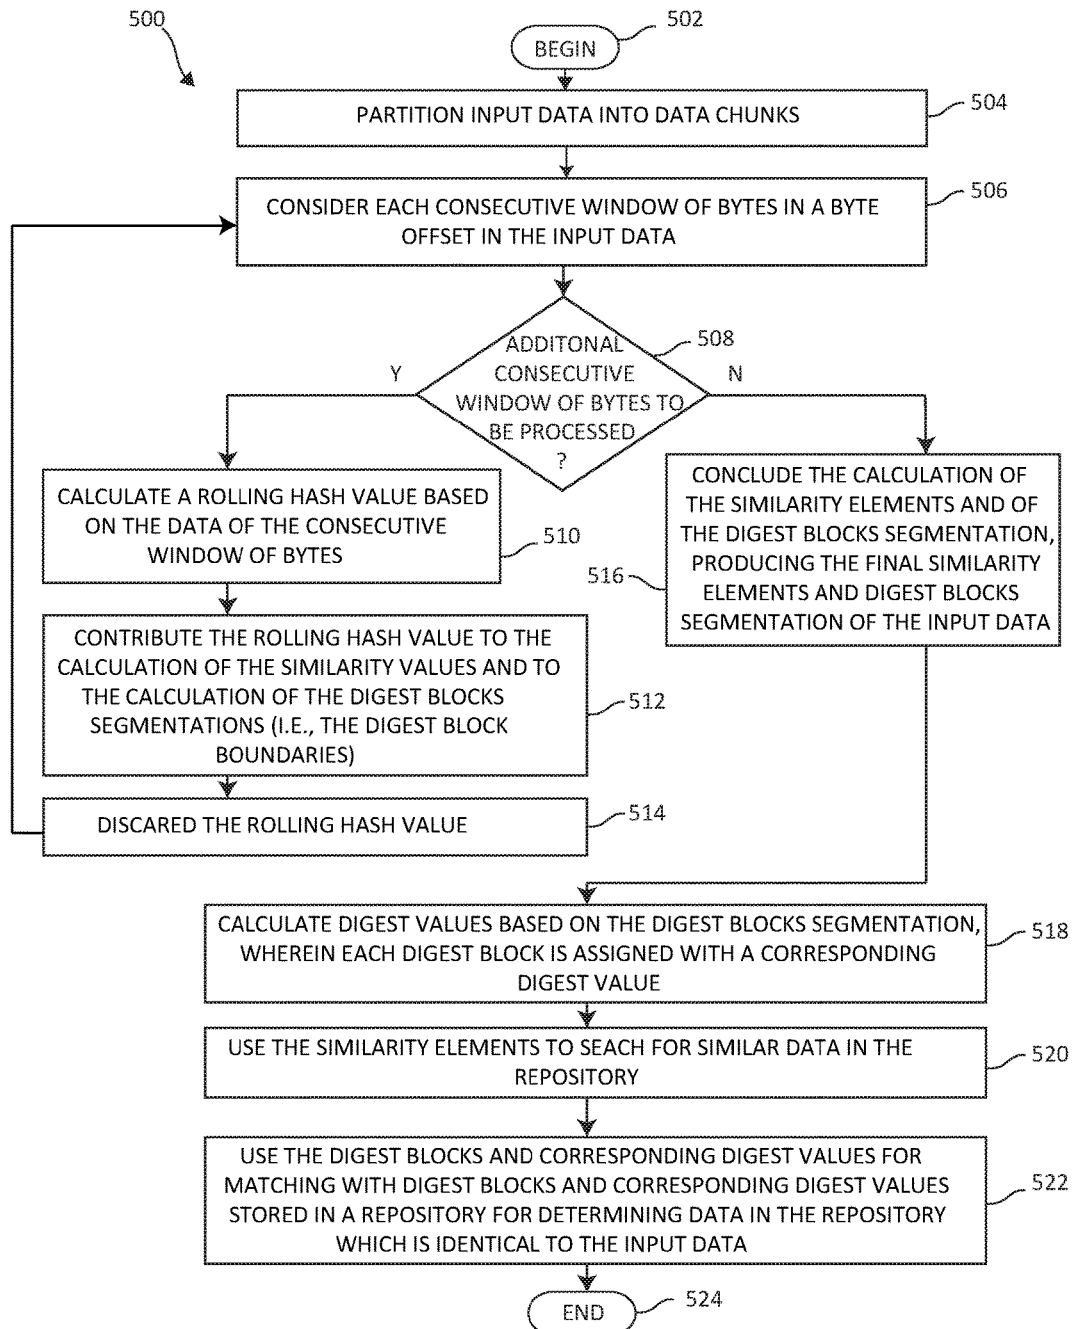 500
502
BEGIN
PARTITION INPUT DATA INTO DATA CHUNKS
504
CONSIDER EACH CONSECUTIVE WINDOW OF BYTES IN A BYTE
OFFSET IN THE INPUT DATA
506
ADDITONAL
CONSECUTIVE
WINDOW OF BYTES TO
BE PROCESSED
?
508
Y
N
CALCULATE A ROLLING HASH VALUE BASED
ON THE DATA OF THE CONSECUTIVE
WINDOW OF BYTES
510
CONCLUDE THE CALCULATION OF
THE SIMILARITY ELEMENTS AND OF
THE DIGEST BLOCKS SEGMENTATION,
PRODUCING THE FINAL SIMILARITY
ELEMENTS AND DIGEST BLOCKS
SEGMENTATION OF THE INPUT DATA
516
CONTRIBUTE THE ROLLING HASH VALUE TO THE
CALCULATION OF THE SIMILARITY VALUES AND TO
THE CALCULATION OF THE DIGEST BLOCKS
SEGMENTATIONS (I.E., THE DIGEST BLOCK
BOUNDARIES)
512
DISCARED THE ROLLING HASH VALUE
514
CALCULATE DIGEST VALUES BASED ON THE DIGEST BLOCKS SEGMENTATION,
WHEREIN EACH DIGEST BLOCK IS ASSIGNED WITH A CORRESPONDING
DIGEST VALUE
518
USE THE SIMILARITY ELEMENTS TO SEACH FOR SIMILAR DATA IN THE
REPOSITORY
520
USE THE DIGEST BLOCKS AND CORRESPONDING DIGEST VALUES FOR
MATCHING WITH DIGEST BLOCKS AND CORRESPONDING DIGEST VALUES
STORED IN A REPOSITORY FOR DETERMINING DATA IN THE REPOSITORY
WHICH IS IDENTICAL TO THE INPUT DATA
522
END
524